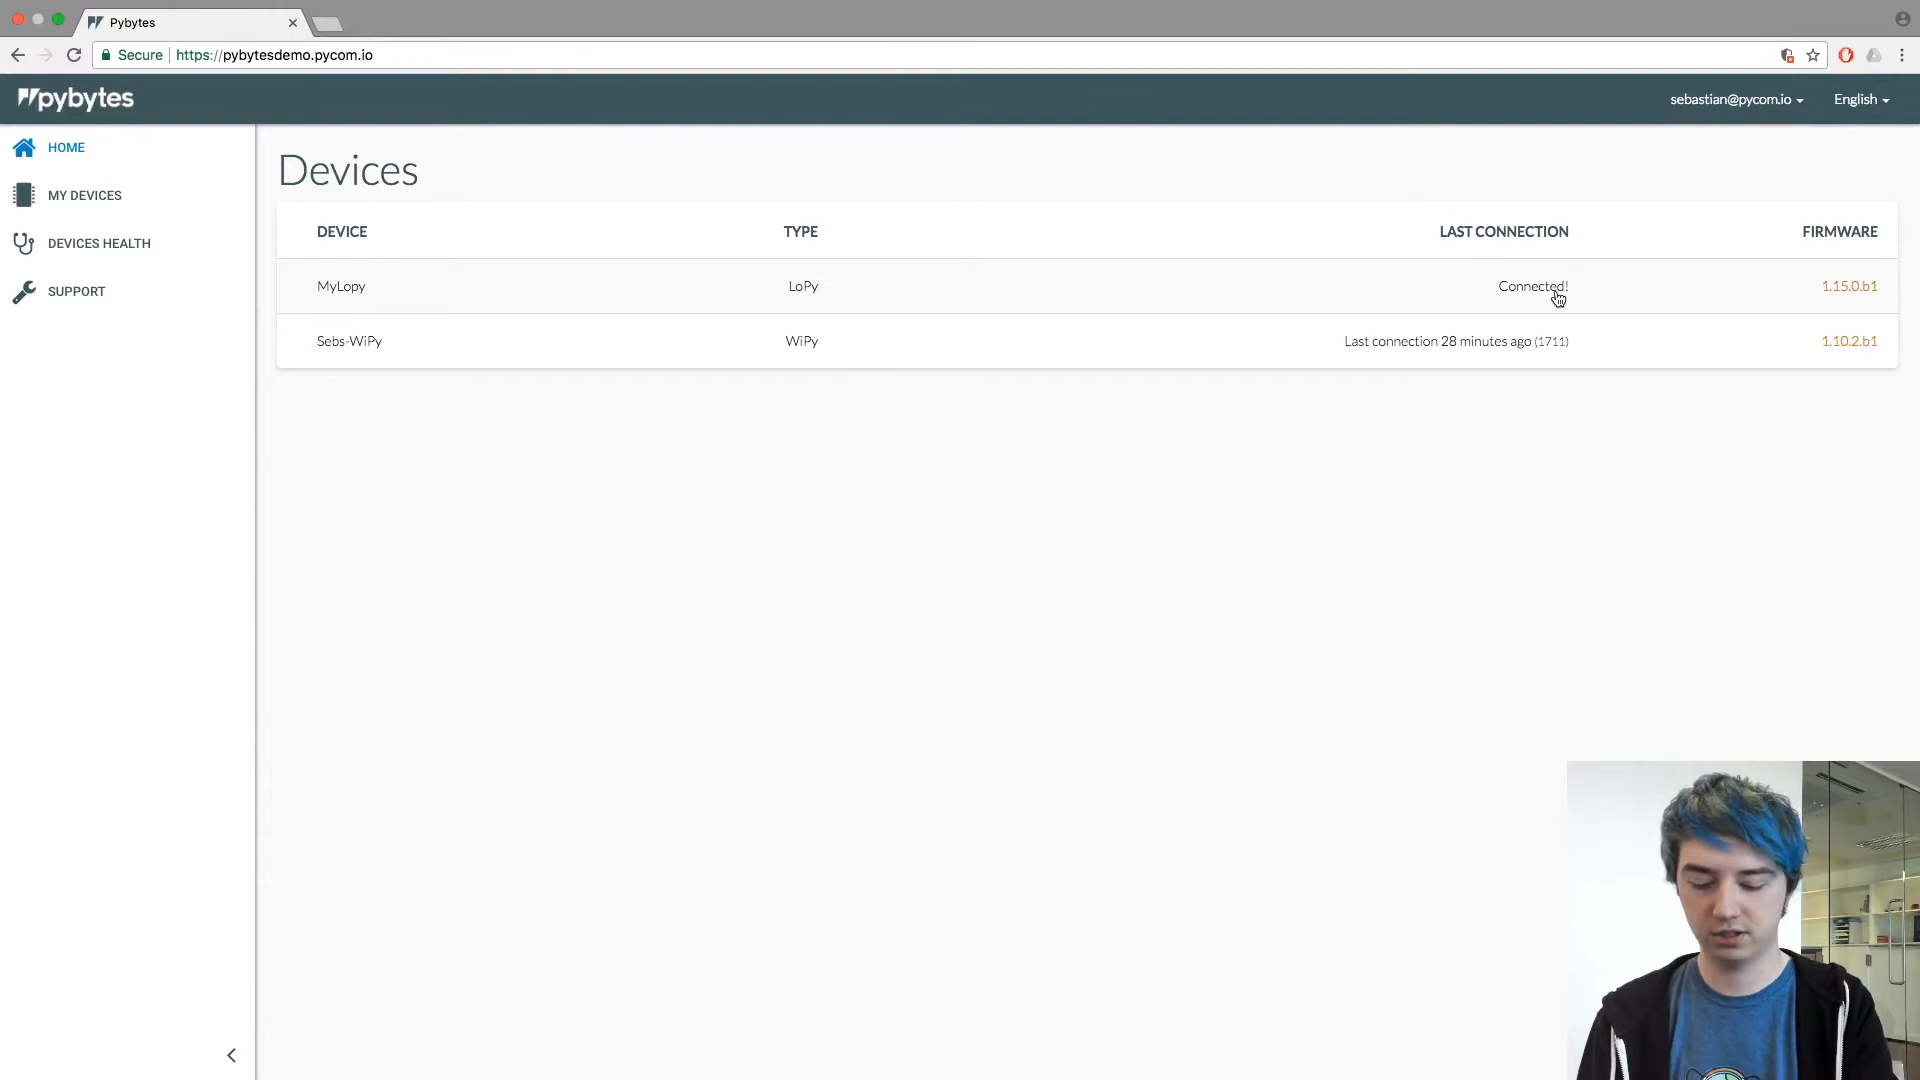 Pybytes
Secure https://pybytesdemo.pycom.io
pybytes
sebastian@pycom.io
English
HOME
MY DEVICES
DEVICES HEALTH
SUPPORT
Devices
DEVICE TYPE LAST CONNECTION FIRMWARE
MyLopy LoPy Connected! 1.15.0.b1
Sebs-WiPy WiPy Last connection 28 minutes ago (1711) 1.10.2.b1